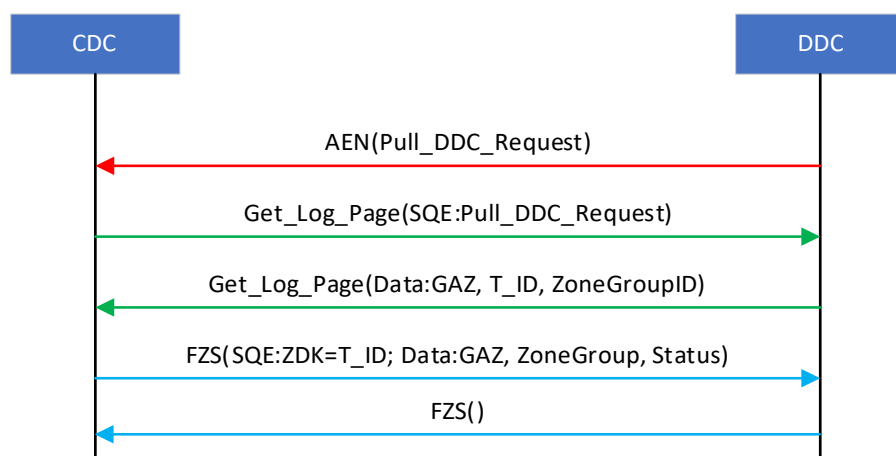 CDC
DDC
AEN(Pull_DDC_Request)
Get_Log_Page(SQE:Pull_DDC_Request)
Get_Log_Page(Data:GAZ, T_ID, ZoneGroupID)
FZS(SQE:ZDK=T_ID; Data:GAZ, ZoneGroup, Status)
FZS()